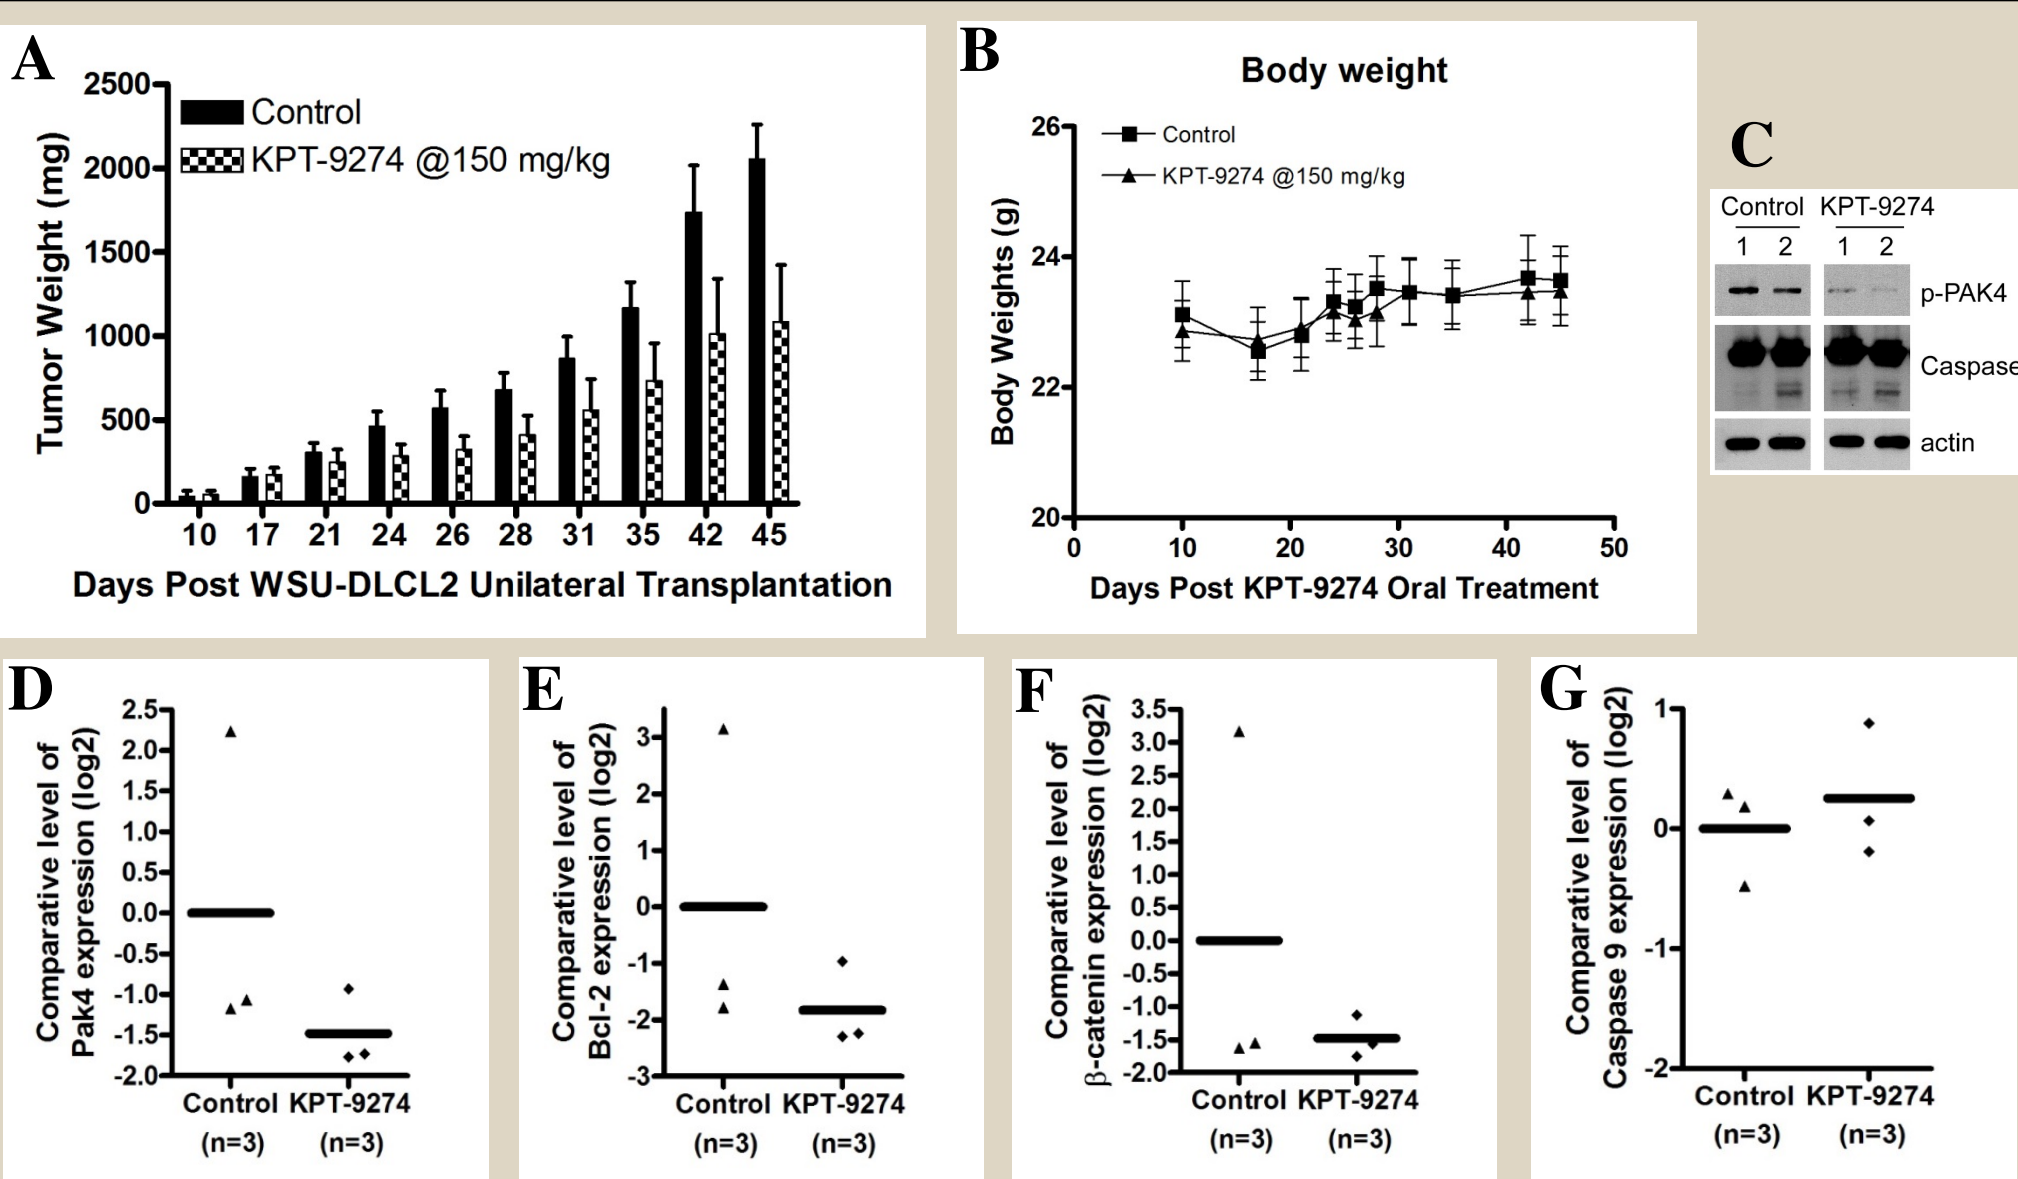 A
2500
2000
1500
1000
500
0
Tumor Weight (mg)
Control
KPT-9274 @150 mg/kg
10 17 21 24 26 28 31 35 42 45
Days Post WSU-DLCL2 Unilateral Transplantation
B
Body weight
26
24
22
20
Body Weights (g)
Control
KPT-9274 @150 mg/kg
0 10 20 30 40 50
Days Post KPT-9274 Oral Treatment
C
Control KPT-9274
1 2 1 2
p-PAK4
Caspase
actin
D
Comparative level of
Pak4 expression (log2)
2.5
2.0
1.5
1.0
0.5
0.0
-0.5
-1.0
-1.5
-2.0
Control KPT-9274
(n=3) (n=3)
E
Comparative level of
Bcl-2 expression (log2)
3
2
1
0
-1
-2
-3
Control KPT-9274
(n=3) (n=3)
F
Comparative level of
β-catenin expression (log2)
3.5
3.0
2.5
2.0
1.5
1.0
0.5
0.0
-0.5
-1.0
-1.5
-2.0
Control KPT-9274
(n=3) (n=3)
G
Comparative level of
Caspase 9 expression (log2)
1
0
-1
-2
Control KPT-9274
(n=3) (n=3)